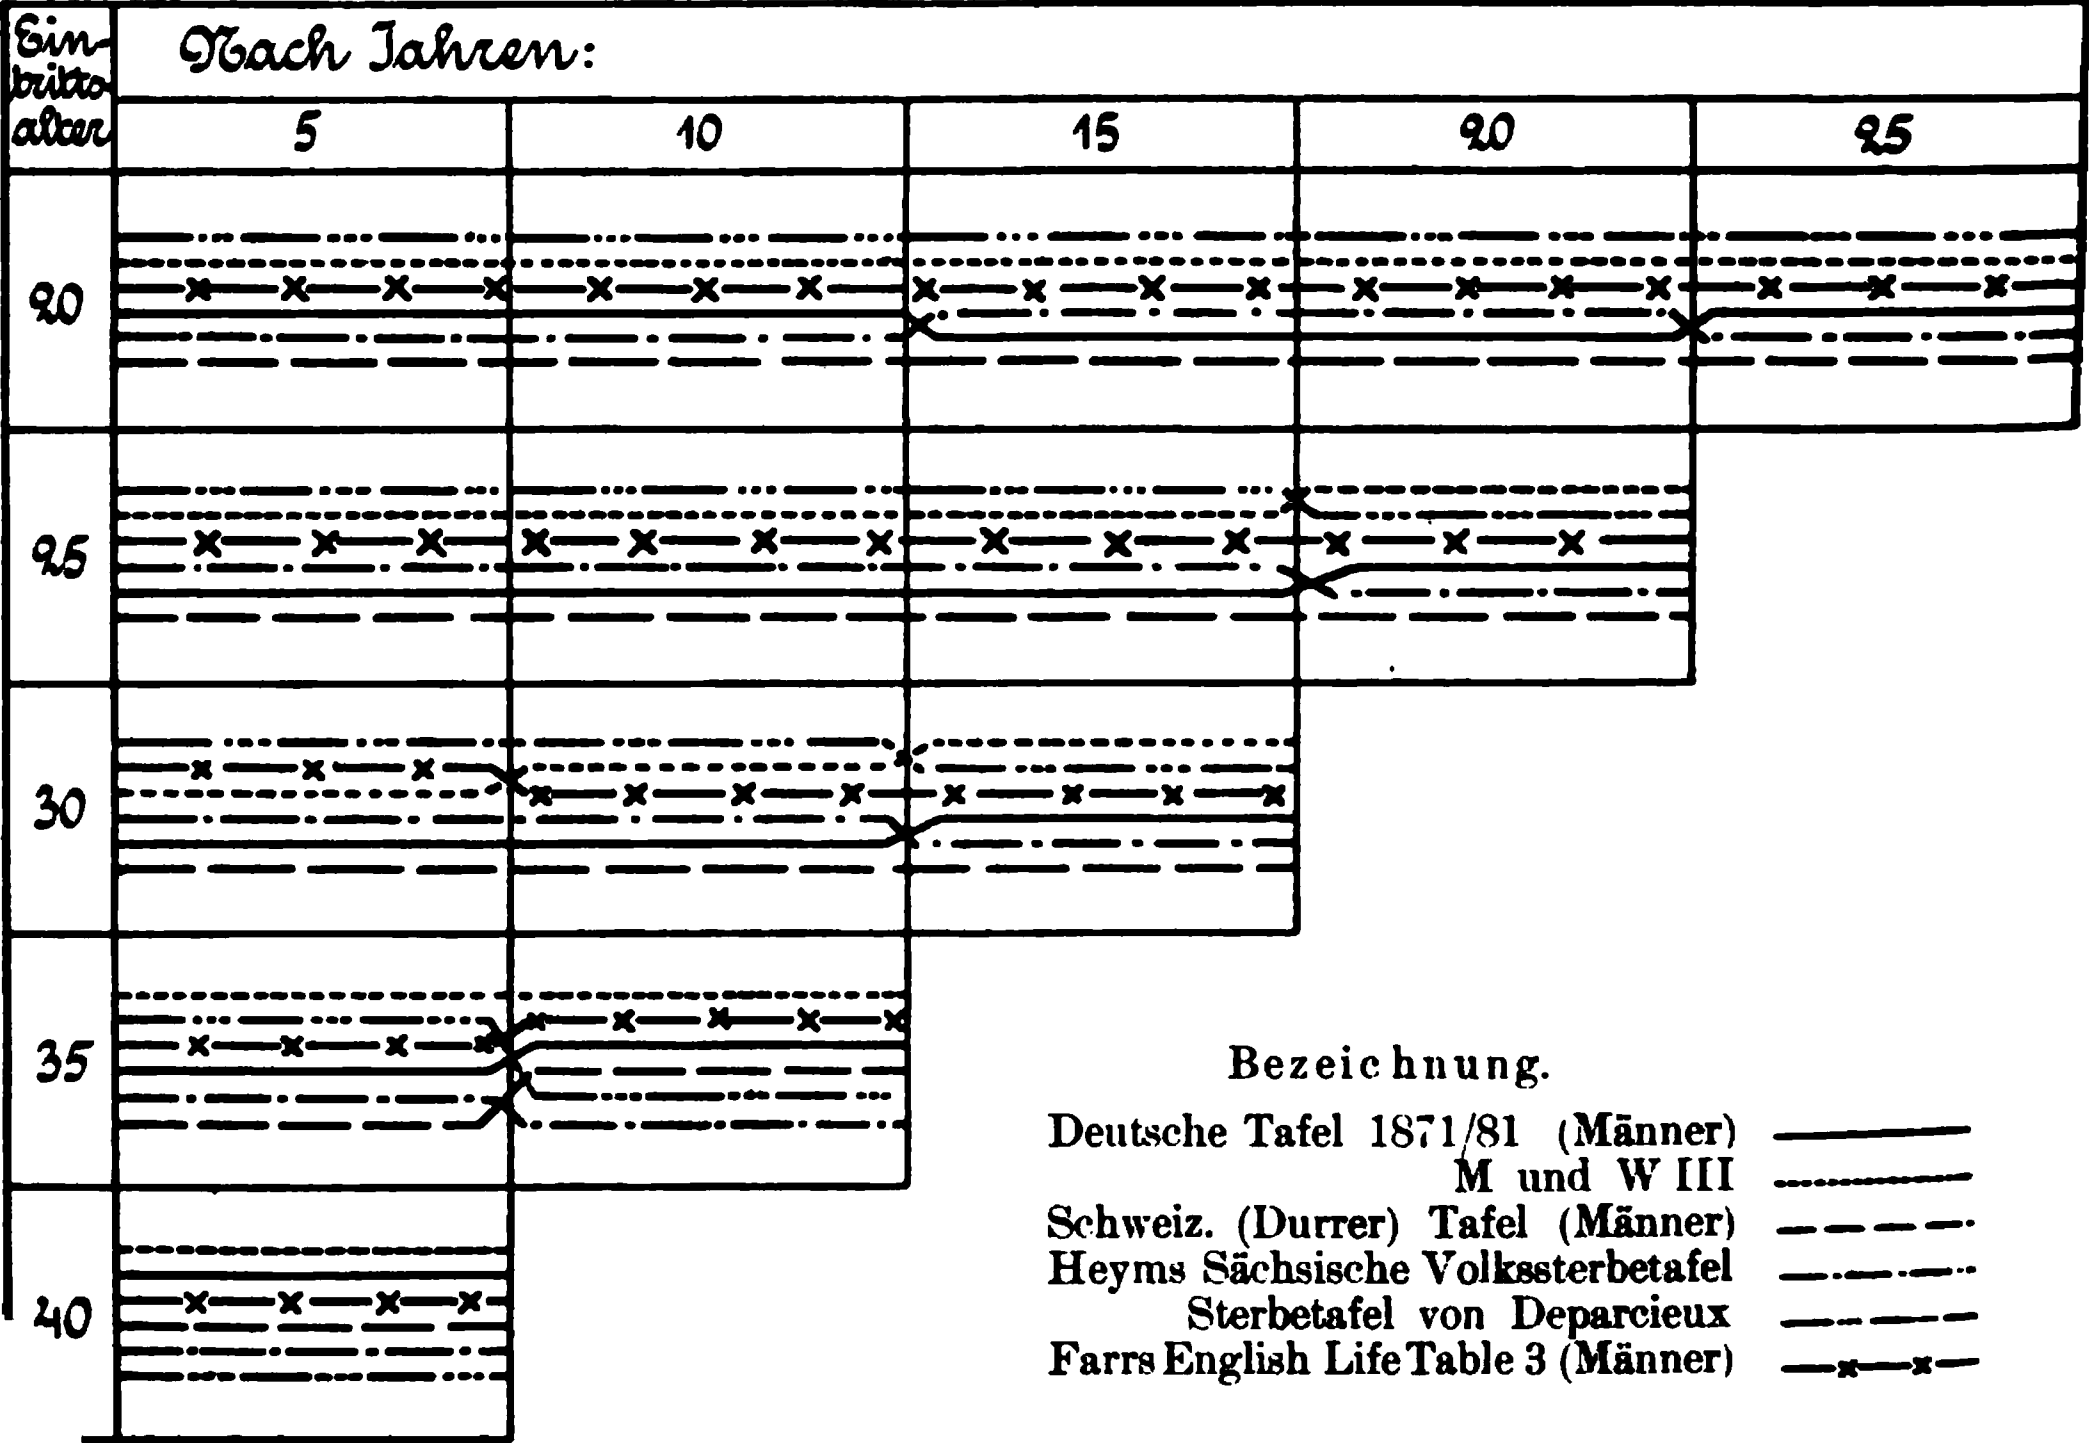 Ein-
tritts-
alter
Nach Jahren:
5 10 15 20 25
20
25
30
35
40
Bezeichnung.
Deutsche Tafel 1871/81 (Männer)
M und W III
Schweiz. (Durrer) Tafel (Männer)
Heyms Sächsische Volkssterbetafel
Sterbetafel von Deparcieux
Farrs English Life Table 3 (Männer)